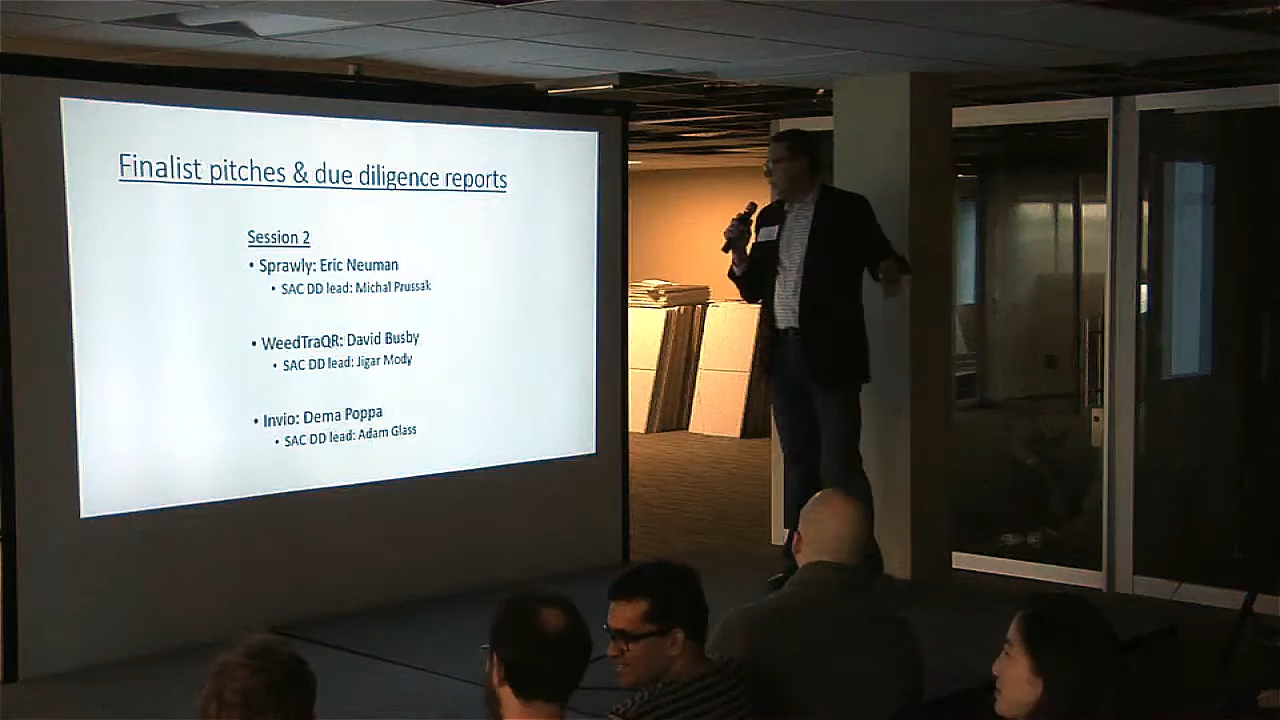 Finalist pitches & due diligence reports
Session 2
• Sprawly: Eric Neuman
• SAC DD lead: Michal Prussak
• WeedTraQR: David Busby
• SAC DD lead: Jigar Mody
• Invio: Dema Poppa
• SAC DD lead: Adam Glass